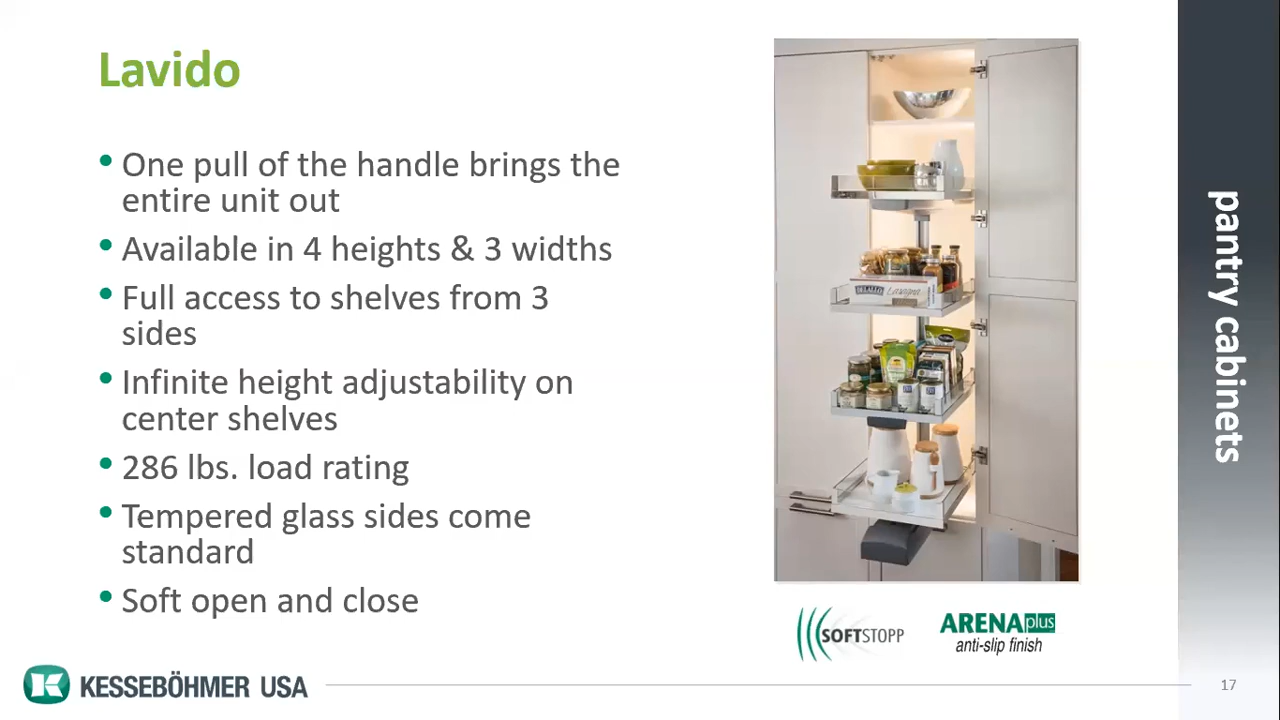 Lavido
• One pull of the handle brings the
entire unit out
• Available in 4 heights & 3 widths
• Full access to shelves from 3
sides
• Infinite height adjustability on
center shelves
• 286 lbs. load rating
• Tempered glass sides come
standard
• Soft open and close
DELALLO Lasagna
SOFTSTOPP
ARENAplus
anti-slip finish
pantry cabinets
KESSEBÖHMER USA
17